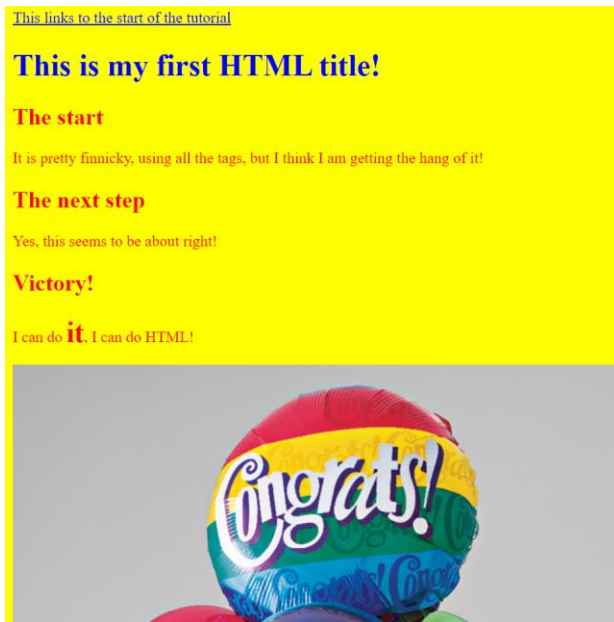 This links to the start of the tutorial
This is my first HTML title!
The start
It is pretty finnicky, using all the tags, but I think I am getting the hang of it!
The next step
Yes, this seems to be about right!
Victory!
I can do it, I can do HTML!
Congrats!